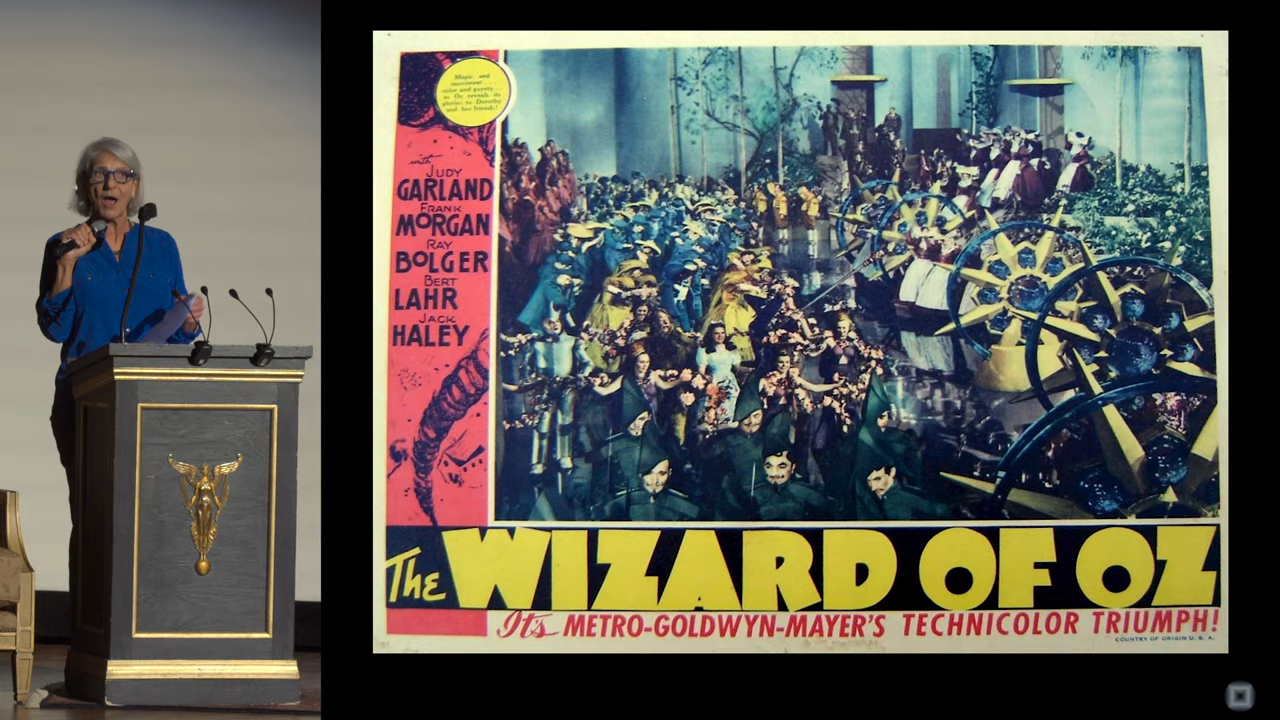 Magic and
merriment...
color and gayety...
as Oz reveals its
glories to Dorothy
and her friends!
with
JUDY
GARLAND
FRANK
MORGAN
RAY
BOLGER
BERT
LAHR
JACK
HALEY
The WIZARD OF OZ
It's METRO-GOLDWYN-MAYER'S TECHNICOLOR TRIUMPH!
COUNTRY OF ORIGIN U. S. A.